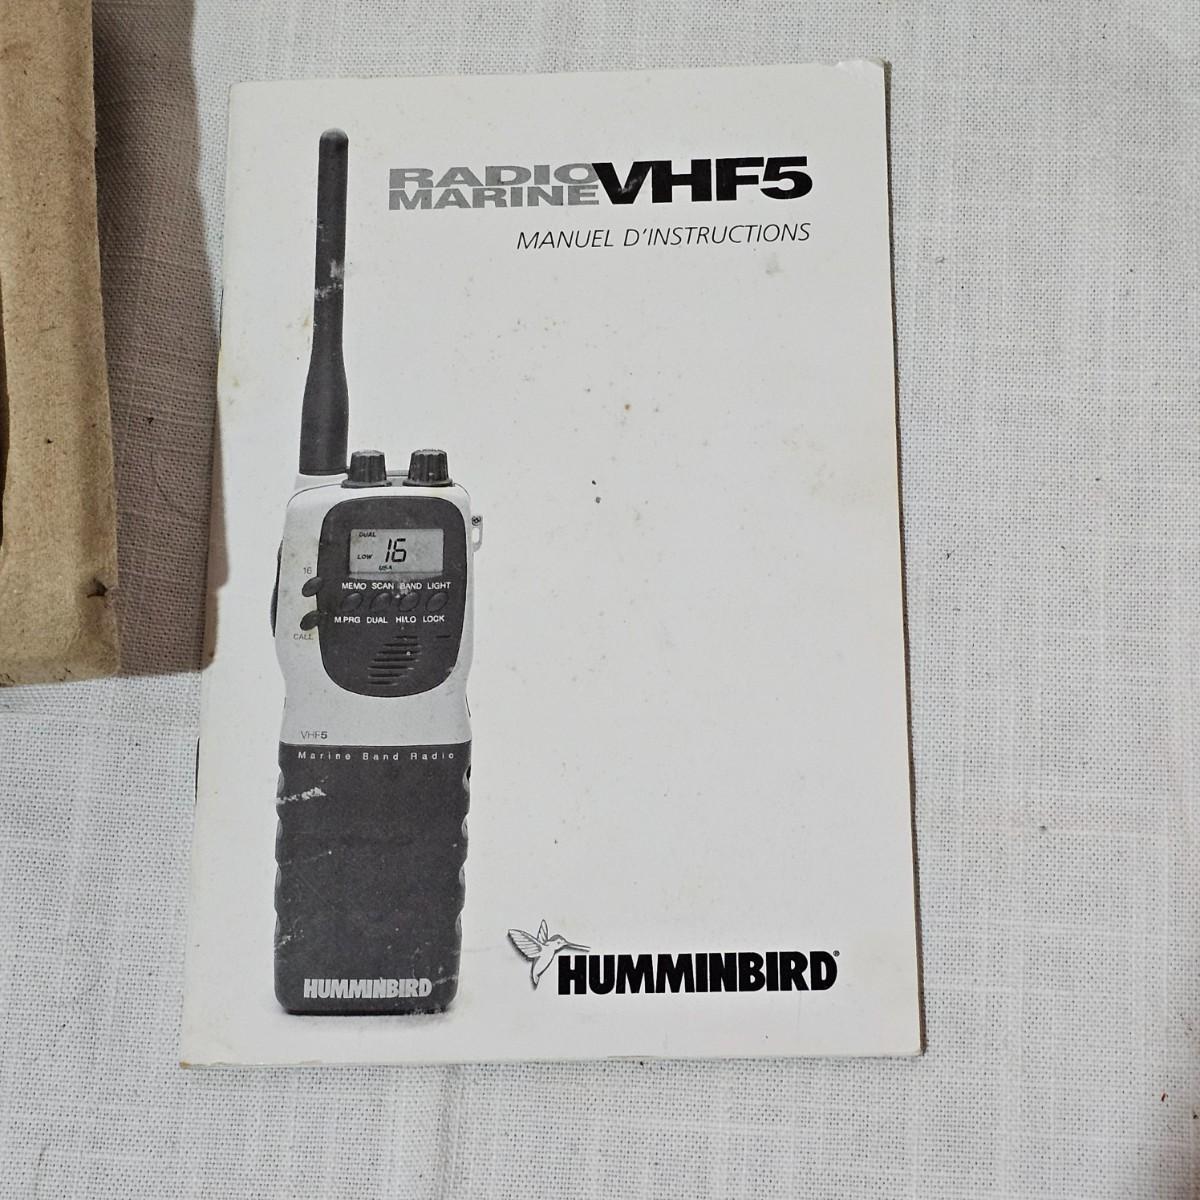 RADIO
MARINE VHF5
MANUEL D'INSTRUCTIONS
DUAL
LOW 16
USA
16
MEMO SCAN BAND LIGHT
M.PRG DUAL HI/LO LOCK
CALL
VHF5
Marine Band Radio
HUMMINBIRD
HUMMINBIRD®